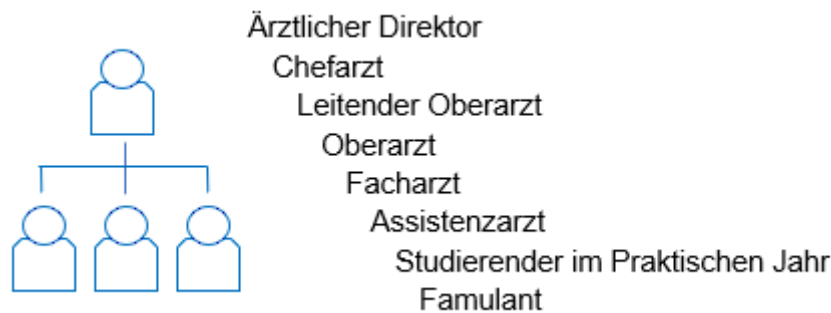 Ärztlicher Direktor
Chefarzt
Leitender Oberarzt
Oberarzt
Facharzt
Assistenzarzt
Studierender im Praktischen Jahr
Famulant